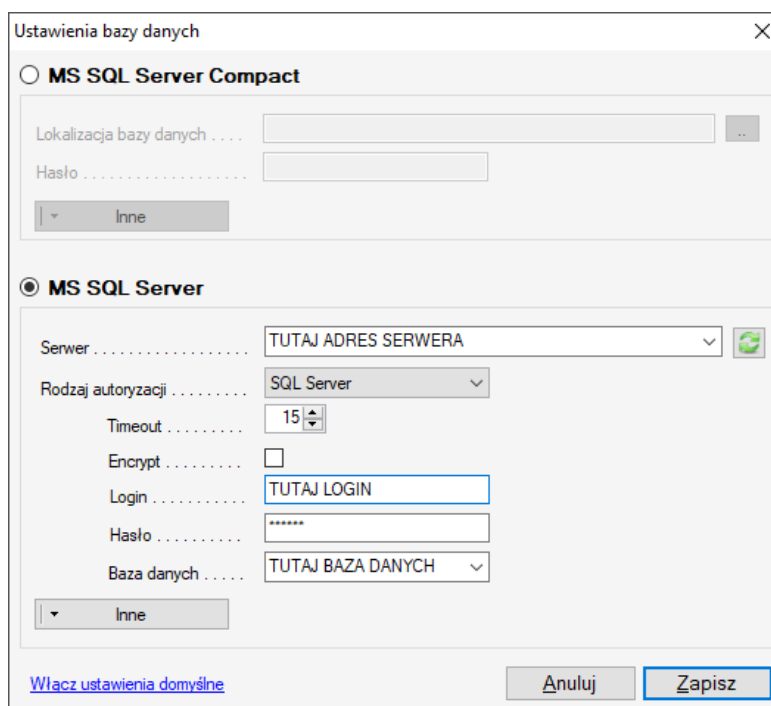 Ustawienia bazy danych
MS SQL Server Compact
Lokalizacja bazy danych . . . .
..
Hasło . . . . . . . . . . . . . . . . . . .
Inne
MS SQL Server
Serwer . . . . . . . . . . . . . . . . . . TUTAJ ADRES SERWERA
Rodzaj autoryzacji . . . . . . . . . SQL Server
Timeout . . . . . . . . . 15
Encrypt . . . . . . . . .
Login . . . . . . . . . . . TUTAJ LOGIN
Hasło . . . . . . . . . . ******
Baza danych . . . . . TUTAJ BAZA DANYCH
Inne
Włącz ustawienia domyślne Anuluj Zapisz